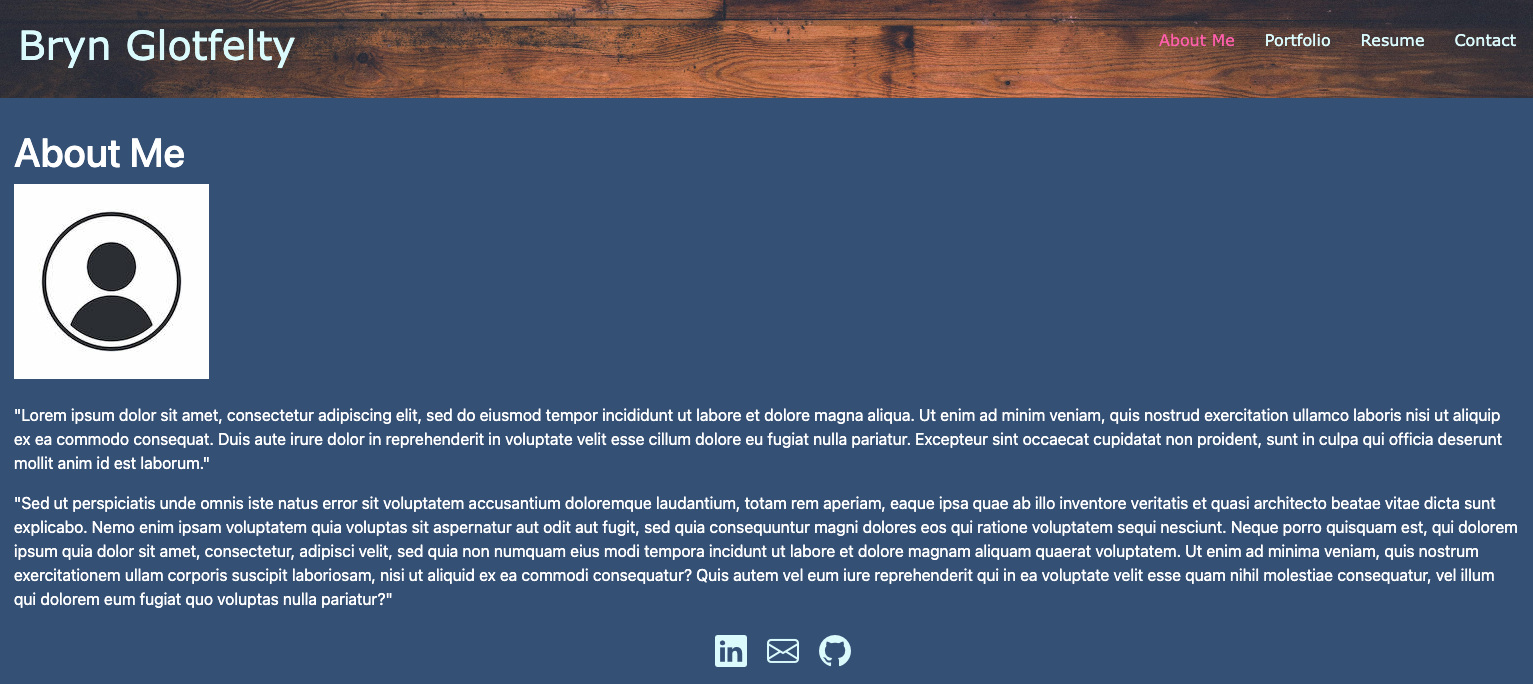 Bryn Glotfelty
About Me
Portfolio
Resume
Contact
About Me
"Lorem ipsum dolor sit amet, consectetur adipiscing elit, sed do eiusmod tempor incididunt ut labore et dolore magna aliqua. Ut enim ad minim veniam, quis nostrud exercitation ullamco laboris nisi ut aliquip
ex ea commodo consequat. Duis aute irure dolor in reprehenderit in voluptate velit esse cillum dolore eu fugiat nulla pariatur. Excepteur sint occaecat cupidatat non proident, sunt in culpa qui officia deserunt
mollit anim id est laborum."
"Sed ut perspiciatis unde omnis iste natus error sit voluptatem accusantium doloremque laudantium, totam rem aperiam, eaque ipsa quae ab illo inventore veritatis et quasi architecto beatae vitae dicta sunt
explicabo. Nemo enim ipsam voluptatem quia voluptas sit aspernatur aut odit aut fugit, sed quia consequuntur magni dolores eos qui ratione voluptatem sequi nesciunt. Neque porro quisquam est, qui dolorem
ipsum quia dolor sit amet, consectetur, adipisci velit, sed quia non numquam eius modi tempora incidunt ut labore et dolore magnam aliquam quaerat voluptatem. Ut enim ad minima veniam, quis nostrum
exercitationem ullam corporis suscipit laboriosam, nisi ut aliquid ex ea commodi consequatur? Quis autem vel eum iure reprehenderit qui in ea voluptate velit esse quam nihil molestiae consequatur, vel illum
qui dolorem eum fugiat quo voluptas nulla pariatur?"
in